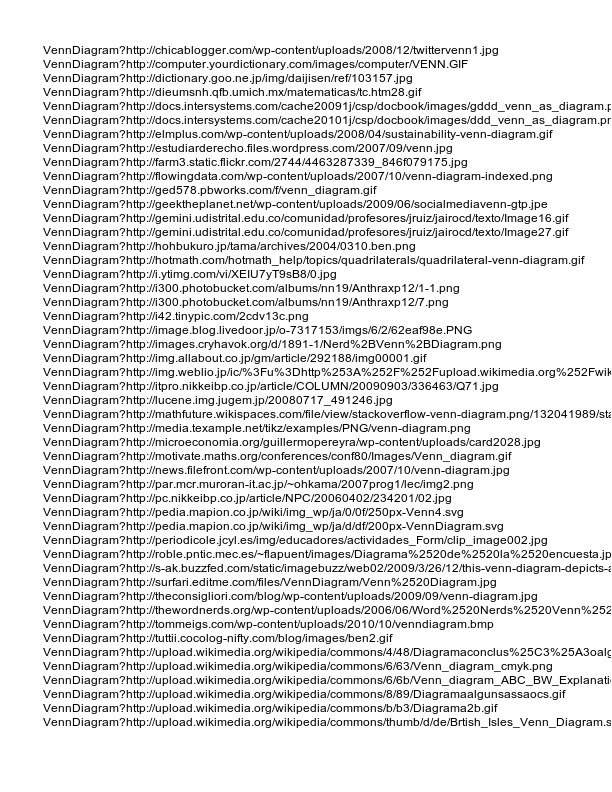 VennDiagram?http://chicablogger.com/wp-content/uploads/2008/12/twittervenn1.jpg
VennDiagram?http://computer.yourdictionary.com/images/computer/VENN.GIF
VennDiagram?http://dictionary.goo.ne.jp/img/daijisen/ref/103157.jpg
VennDiagram?http://dieumsnh.qfb.umich.mx/matematicas/tc.htm28.gif
VennDiagram?http://docs.intersystems.com/cache20091j/csp/docbook/images/gddd_venn_as_diagram.p
VennDiagram?http://docs.intersystems.com/cache20101j/csp/docbook/images/ddd_venn_as_diagram.pn
VennDiagram?http://elmplus.com/wp-content/uploads/2008/04/sustainability-venn-diagram.gif
VennDiagram?http://estudiarderecho.files.wordpress.com/2007/09/venn.jpg
VennDiagram?http://farm3.static.flickr.com/2744/4463287339_846f079175.jpg
VennDiagram?http://flowingdata.com/wp-content/uploads/2007/10/venn-diagram-indexed.png
VennDiagram?http://ged578.pbworks.com/f/venn_diagram.gif
VennDiagram?http://geektheplanet.net/wp-content/uploads/2009/06/socialmediavenn-gtp.jpe
VennDiagram?http://gemini.udistrital.edu.co/comunidad/profesores/jruiz/jairocd/texto/Image16.gif
VennDiagram?http://gemini.udistrital.edu.co/comunidad/profesores/jruiz/jairocd/texto/Image27.gif
VennDiagram?http://hohbukuro.jp/tama/archives/2004/0310.ben.png
VennDiagram?http://hotmath.com/hotmath_help/topics/quadrilaterals/quadrilateral-venn-diagram.gif
VennDiagram?http://i.ytimg.com/vi/XEIU7yT9sB8/0.jpg
VennDiagram?http://i300.photobucket.com/albums/nn19/Anthraxp12/1-1.png
VennDiagram?http://i300.photobucket.com/albums/nn19/Anthraxp12/7.png
VennDiagram?http://i42.tinypic.com/2cdv13c.png
VennDiagram?http://image.blog.livedoor.jp/o-7317153/imgs/6/2/62eaf98e.PNG
VennDiagram?http://images.cryhavok.org/d/1891-1/Nerd%2BVenn%2BDiagram.png
VennDiagram?http://img.allabout.co.jp/gm/article/292188/img00001.gif
VennDiagram?http://img.weblio.jp/ic/%3Fu%3Dhttp%253A%252F%252Fupload.wikimedia.org%252Fwik
VennDiagram?http://itpro.nikkeibp.co.jp/article/COLUMN/20090903/336463/Q71.jpg
VennDiagram?http://lucene.img.jugem.jp/20080717_491246.jpg
VennDiagram?http://mathfuture.wikispaces.com/file/view/stackoverflow-venn-diagram.png/132041989/sta
VennDiagram?http://media.texample.net/tikz/examples/PNG/venn-diagram.png
VennDiagram?http://microeconomia.org/guillermopereyra/wp-content/uploads/card2028.jpg
VennDiagram?http://motivate.maths.org/conferences/conf80/Images/Venn_diagram.gif
VennDiagram?http://news.filefront.com/wp-content/uploads/2007/10/venn-diagram.jpg
VennDiagram?http://par.mcr.muroran-it.ac.jp/~ohkama/2007prog1/lec/img2.png
VennDiagram?http://pc.nikkeibp.co.jp/article/NPC/20060402/234201/02.jpg
VennDiagram?http://pedia.mapion.co.jp/wiki/img_wp/ja/0/0f/250px-Venn4.svg
VennDiagram?http://pedia.mapion.co.jp/wiki/img_wp/ja/d/df/200px-VennDiagram.svg
VennDiagram?http://periodicole.jcyl.es/img/educadores/actividades_Form/clip_image002.jpg
VennDiagram?http://roble.pntic.mec.es/~flapuent/images/Diagrama%2520de%2520la%2520encuesta.jp
VennDiagram?http://s-ak.buzzfed.com/static/imagebuzz/web02/2009/3/26/12/this-venn-diagram-depicts-a
VennDiagram?http://surfari.editme.com/files/VennDiagram/Venn%2520Diagram.jpg
VennDiagram?http://theconsigliori.com/blog/wp-content/uploads/2009/09/venn-diagram.jpg
VennDiagram?http://thewordnerds.org/wp-content/uploads/2006/06/Word%2520Nerds%2520Venn%252
VennDiagram?http://tommeigs.com/wp-content/uploads/2010/10/venndiagram.bmp
VennDiagram?http://tuttii.cocolog-nifty.com/blog/images/ben2.gif
VennDiagram?http://upload.wikimedia.org/wikipedia/commons/4/48/Diagramaconclus%25C3%25A3oalg
VennDiagram?http://upload.wikimedia.org/wikipedia/commons/6/63/Venn_diagram_cmyk.png
VennDiagram?http://upload.wikimedia.org/wikipedia/commons/6/6b/Venn_diagram_ABC_BW_Explanati
VennDiagram?http://upload.wikimedia.org/wikipedia/commons/8/89/Diagramaalgunsassaocs.gif
VennDiagram?http://upload.wikimedia.org/wikipedia/commons/b/b3/Diagrama2b.gif
VennDiagram?http://upload.wikimedia.org/wikipedia/commons/thumb/d/de/Brtish_Isles_Venn_Diagram.s